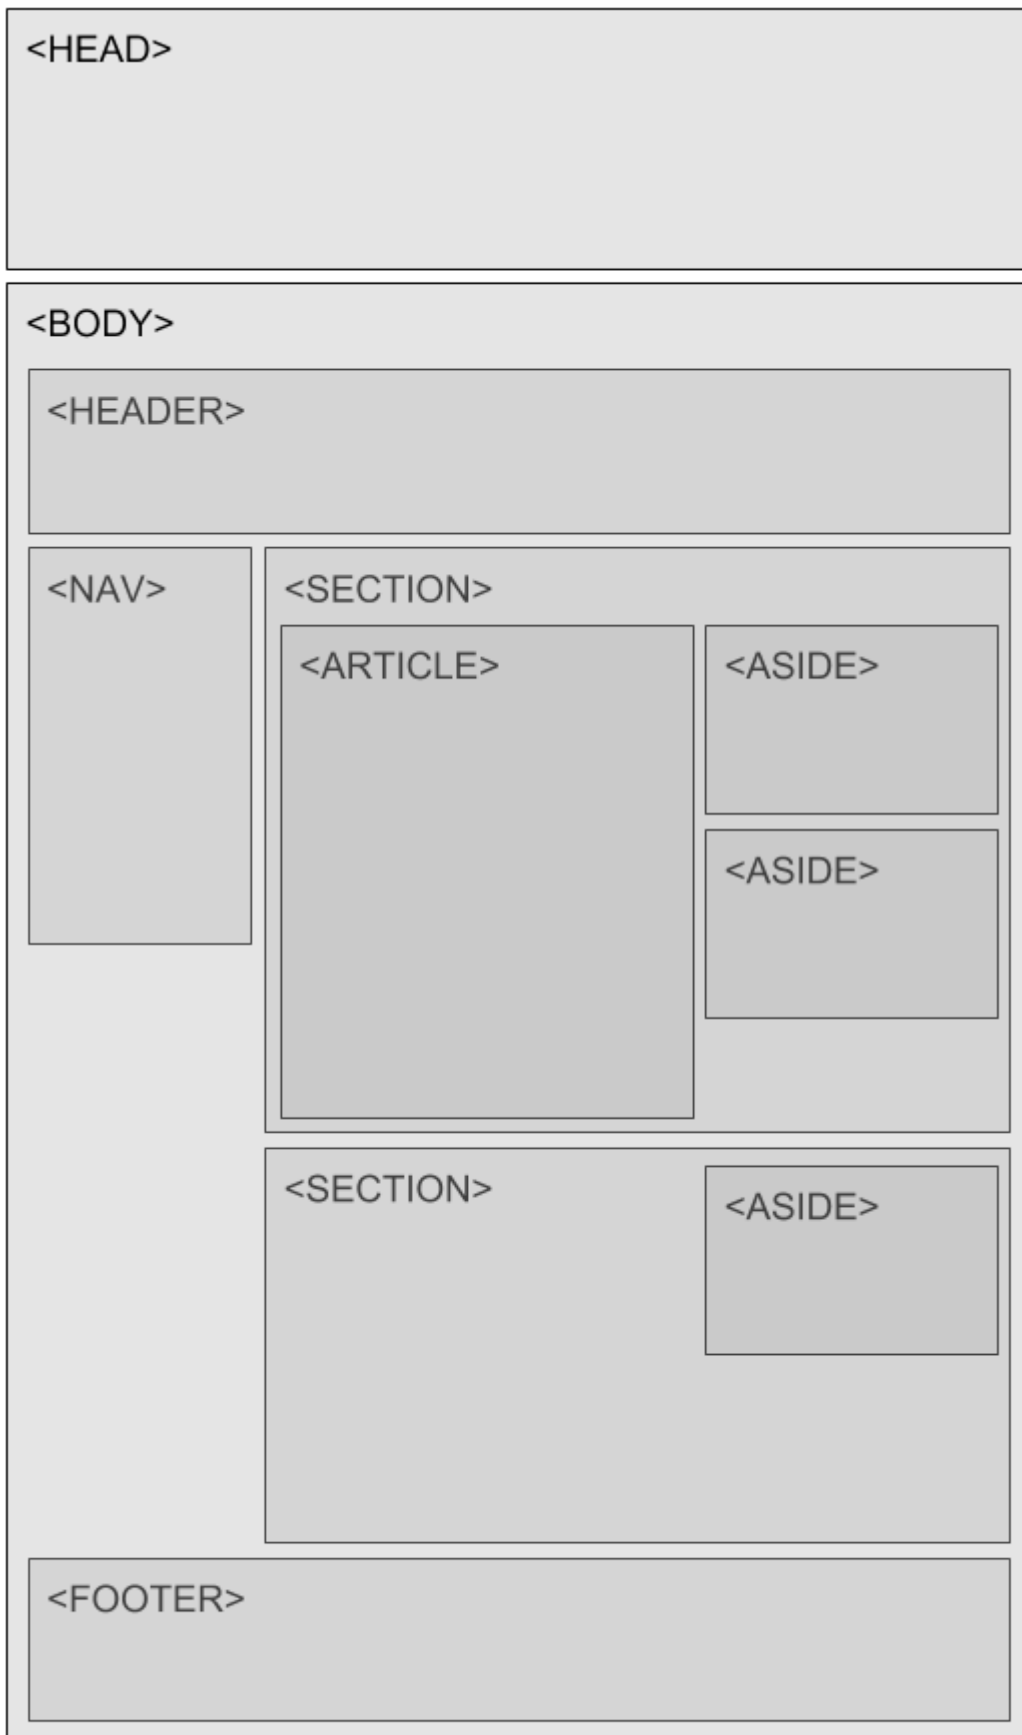 <HEAD>
<BODY>
<HEADER>
<NAV>
<SECTION>
<ARTICLE>
<ASIDE>
<ASIDE>
<SECTION>
<ASIDE>
<FOOTER>